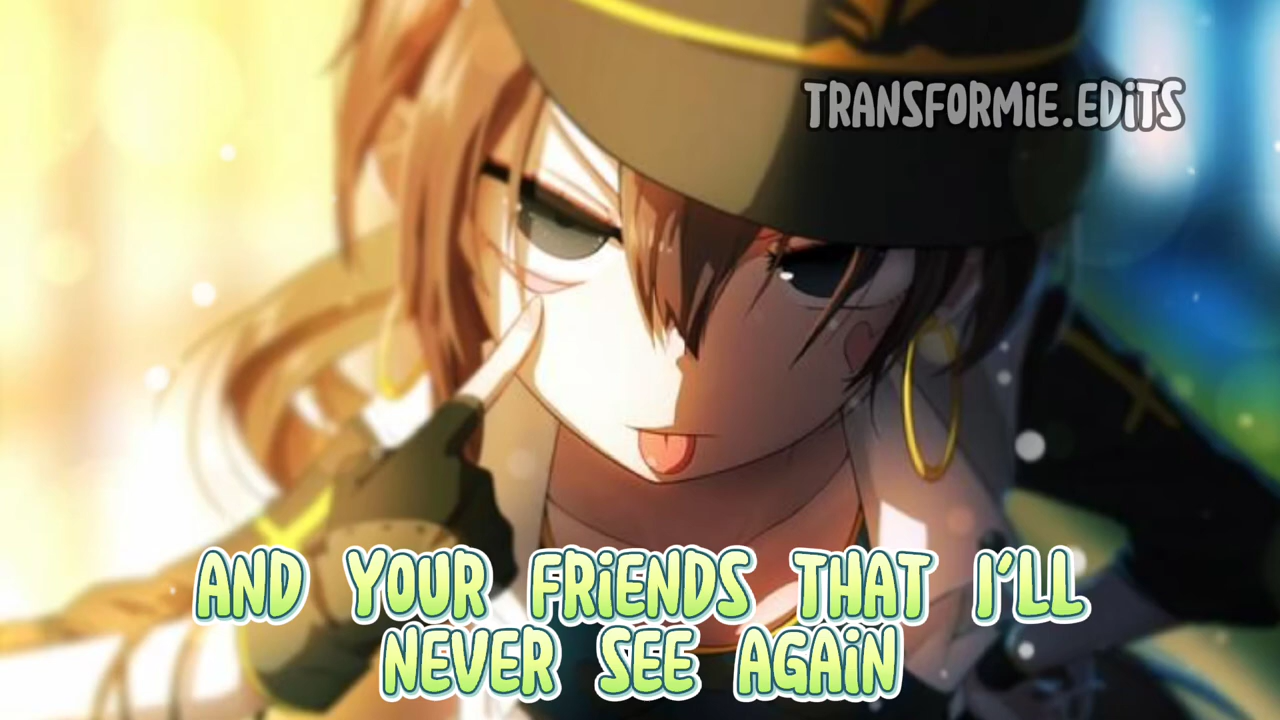 TRANSFORMiE.EDiTS
AND YOUR FRiENDS THAT I'LL
NEVER SEE AGAiN